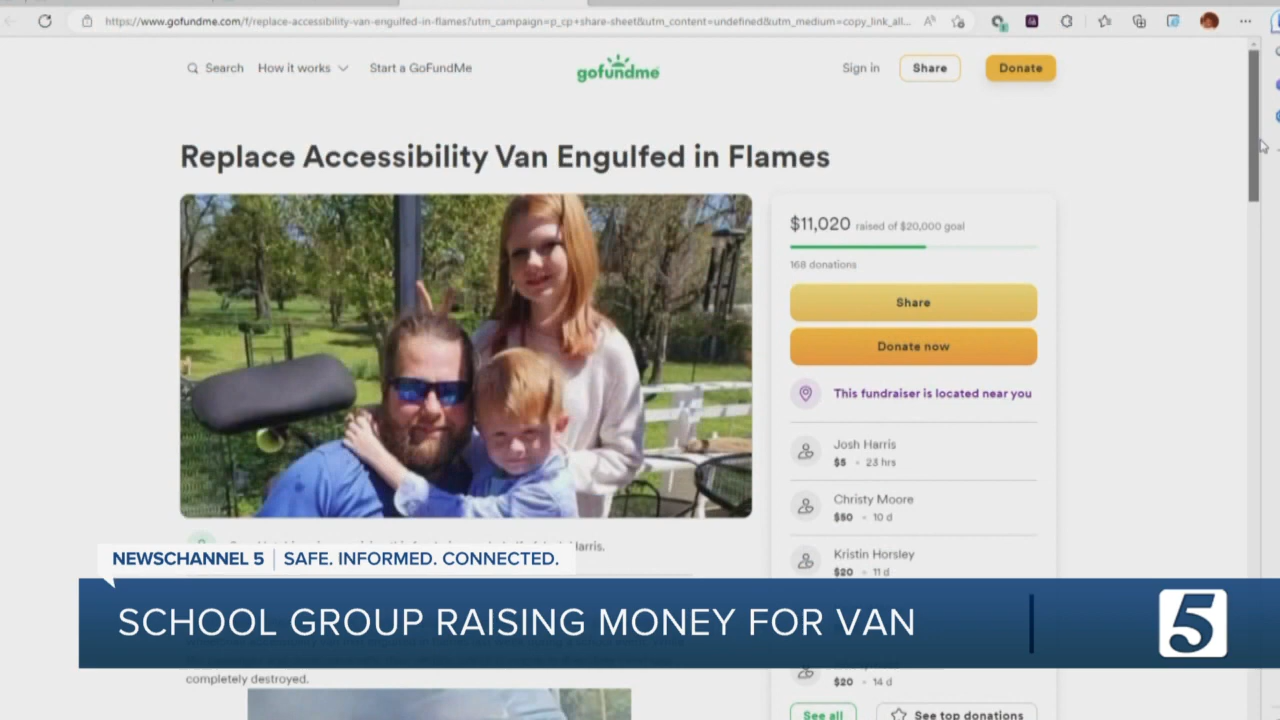 https://www.gofundme.com/f/replace-accessibility-van-engulfed-in-flames?utm_campaign=p_cp+share-sheet&utm_content=undefined&utm_medium=copy_link_all...
Search How it works Start a GoFundMe gofundme Sign in Share Donate
Replace Accessibility Van Engulfed in Flames
$11,020 raised of $20,000 goal
168 donations
Share
Donate now
This fundraiser is located near you
Josh Harris
$5 • 23 hrs
Christy Moore
$50 • 10 d
Kristin Horsley
$20 • 11 d
Harris.
NEWSCHANNEL 5 | SAFE. INFORMED. CONNECTED.
SCHOOL GROUP RAISING MONEY FOR VAN
5
completely destroyed.
$20 • 14 d
See all See top donations